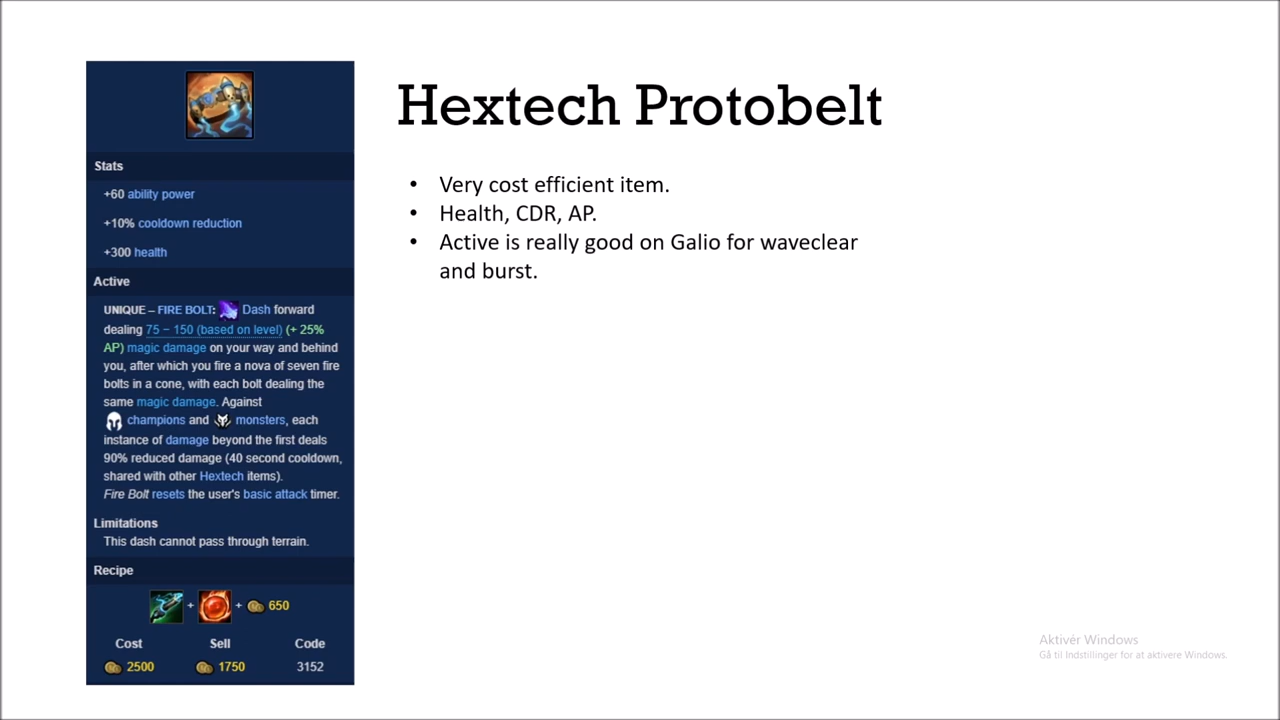 Hextech Protobelt
Stats
+60 ability power
+10% cooldown reduction
+300 health
Active
UNIQUE – FIRE BOLT: Dash forward
dealing 75 − 150 (based on level) (+ 25%
AP) magic damage on your way and behind
you, after which you fire a nova of seven fire
bolts in a cone, with each bolt dealing the
same magic damage. Against
champions and monsters, each
instance of damage beyond the first deals
90% reduced damage (40 second cooldown,
shared with other Hextech items).
Fire Bolt resets the user's basic attack timer.
Limitations
This dash cannot pass through terrain.
Recipe
+ + 650
Cost Sell Code
2500 1750 3152
• Very cost efficient item.
• Health, CDR, AP.
• Active is really good on Galio for waveclear
and burst.
Aktivér Windows
Gå til Indstillinger for at aktivere Windows.